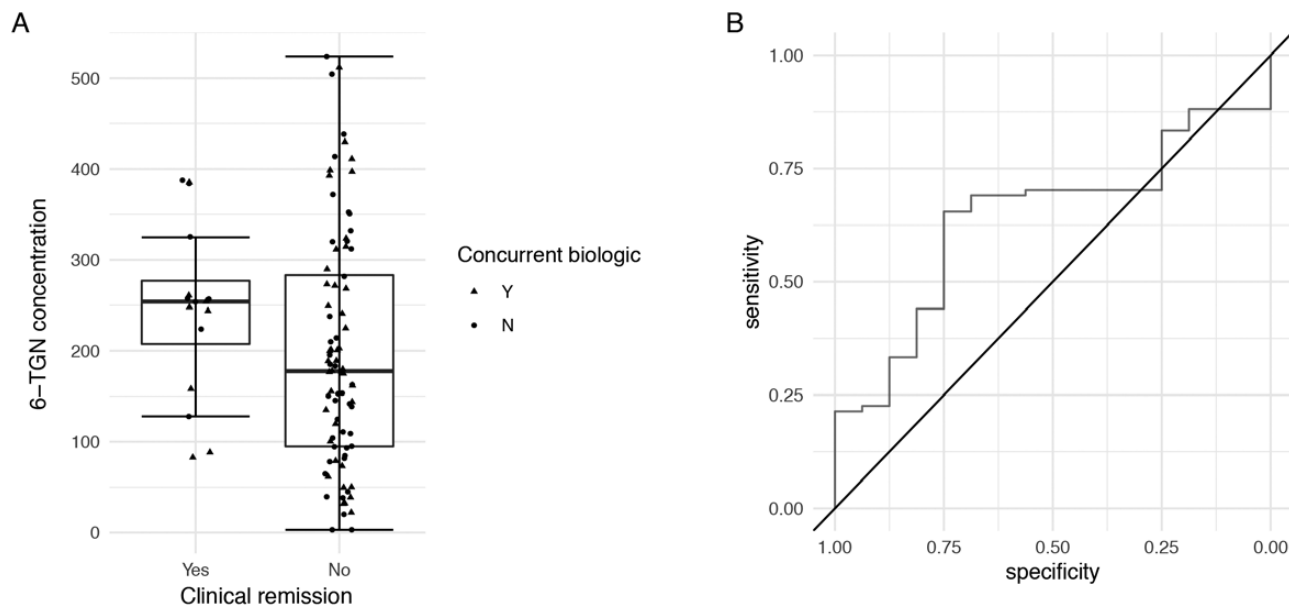 A
6−TGN concentration
500
400
300
200
100
0
Yes
No
Clinical remission
Concurrent biologic
Y
N
B
sensitivity
1.00
0.75
0.50
0.25
0.00
1.00
0.75
0.50
0.25
0.00
specificity